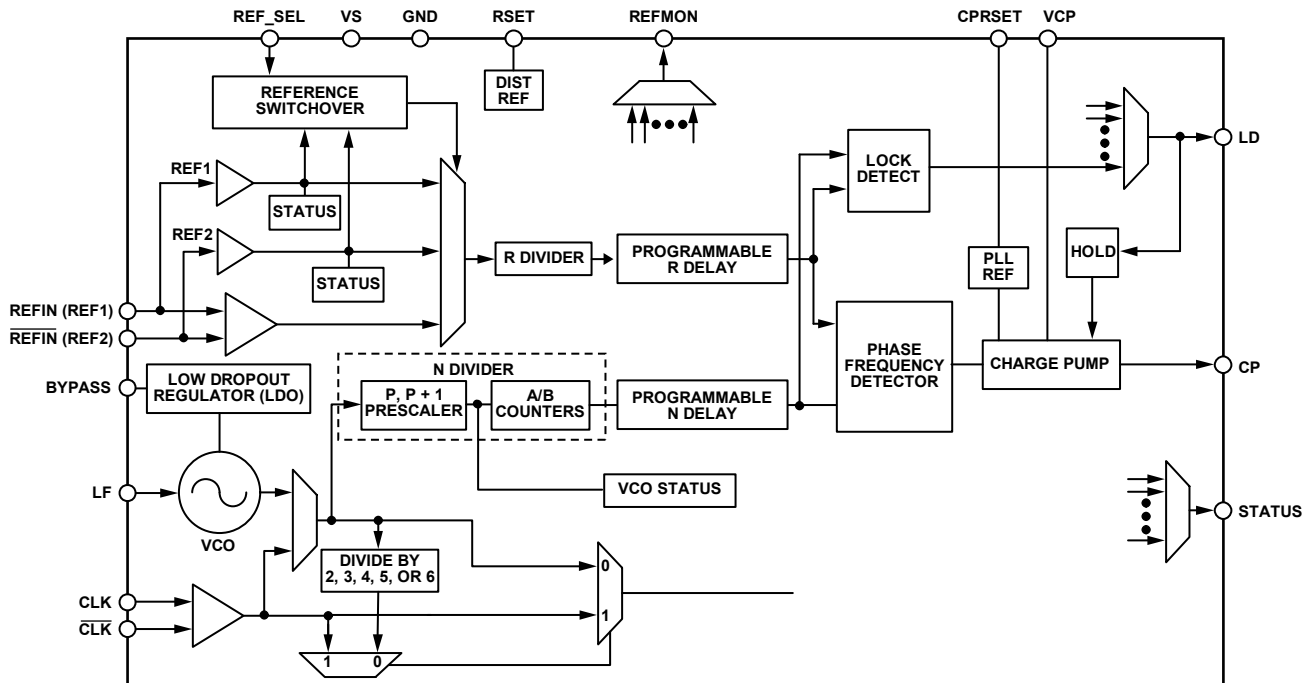 REF_SEL
VS
GND
RSET
REFMON
CPRSET
VCP
REFERENCE
SWITCHOVER
DIST
REF
REF1
STATUS
REF2
STATUS
LOCK
DETECT
LD
R DIVIDER
PROGRAMMABLE
R DELAY
PLL
REF
HOLD
REFIN (REF1)
REFIN (REF2)
BYPASS
LOW DROPOUT
REGULATOR (LDO)
N DIVIDER
P, P + 1
PRESCALER
A/B
COUNTERS
PROGRAMMABLE
N DELAY
PHASE
FREQUENCY
DETECTOR
CHARGE PUMP
CP
LF
VCO
VCO STATUS
STATUS
DIVIDE BY
2, 3, 4, 5, OR 6
0
1
CLK
CLK
1
0